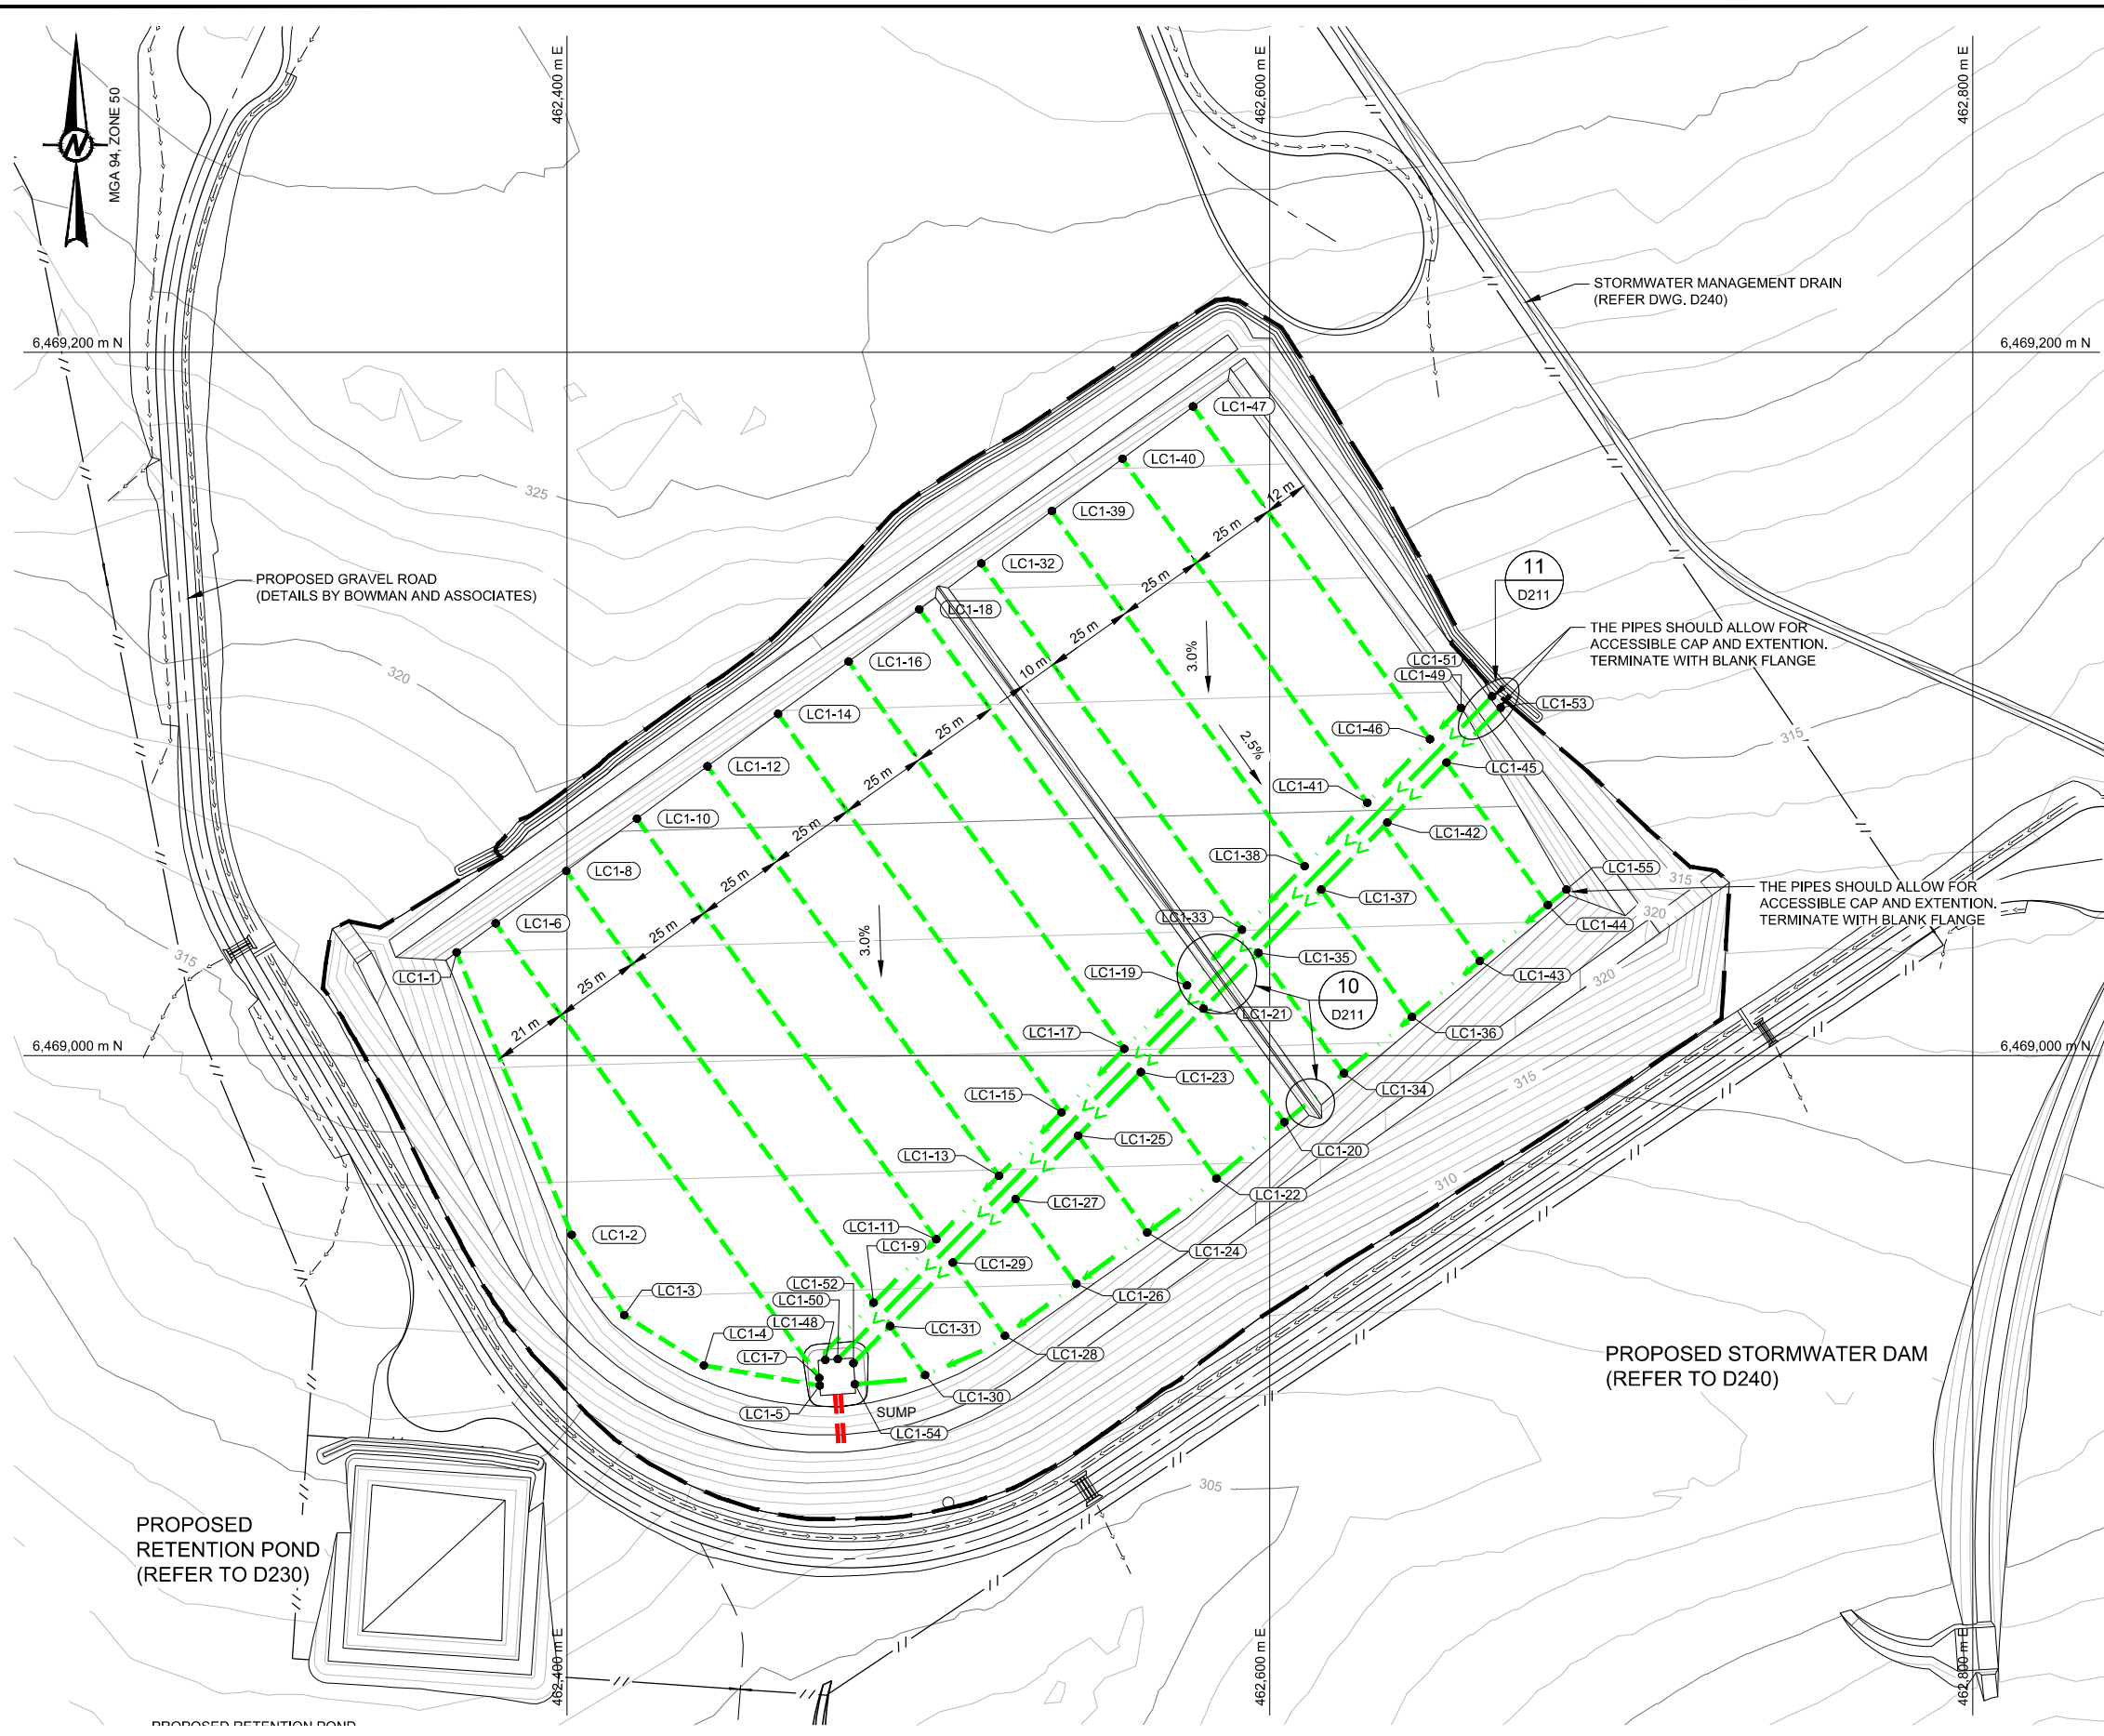 MGA 94, ZONE 50
462,400 m E
462,600 m E
462,800 m E
STORMWATER MANAGEMENT DRAIN
(REFER DWG. D240)
6,469,200 m N
6,469,200 m N
LC1-47
LC1-40
12 m
325
LC1-39
25 m
LC1-32
25 m
11
D211
PROPOSED GRAVEL ROAD
(DETAILS BY BOWMAN AND ASSOCIATES)
LC1-18
25 m
THE PIPES SHOULD ALLOW FOR
ACCESSIBLE CAP AND EXTENTION.
TERMINATE WITH BLANK FLANGE
320
LC1-16
10 m
3.0%
LC1-51
LC1-49
LC1-53
LC1-14
25 m
LC1-46
2.5%
315
LC1-12
25 m
LC1-45
LC1-41
LC1-10
25 m
LC1-42
LC1-38
LC1-8
25 m
LC1-55
315
THE PIPES SHOULD ALLOW FOR
ACCESSIBLE CAP AND EXTENTION.
TERMINATE WITH BLANK FLANGE
LC1-37
320
LC1-33
LC1-44
LC1-6
25 m
3.0%
315
LC1-35
LC1-1
LC1-19
LC1-43
320
25 m
10
D211
LC1-21
LC1-36
21 m
LC1-17
6,469,000 m N
6,469,000 m N
LC1-23
315
LC1-34
LC1-15
LC1-25
LC1-20
LC1-13
310
LC1-22
LC1-27
LC1-11
LC1-2
LC1-9
LC1-24
LC1-29
LC1-52
LC1-26
LC1-50
LC1-3
LC1-48
LC1-31
LC1-4
LC1-28
LC1-7
PROPOSED STORMWATER DAM
(REFER TO D240)
LC1-30
LC1-5
SUMP
LC1-54
305
PROPOSED
RETENTION POND
(REFER TO D230)
462,400 m E
462,600 m E
462,800 m E
PROPOSED RETENTION POND